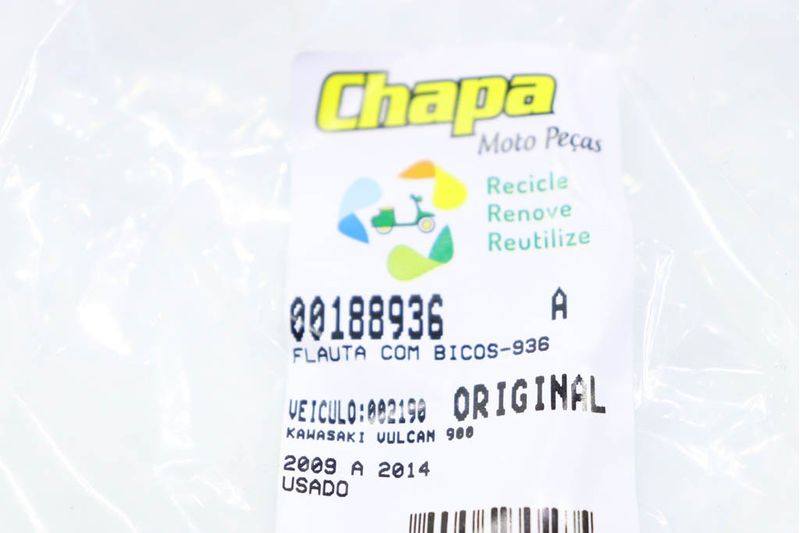 Chapa
Moto Peças
Recicle
Renove
Reutilize
00188936 A
FLAUTA COM BICOS-936
VEICULO:002190 ORIGINAL
KAWASAKI VULCAN 900
2009 A 2014
USADO